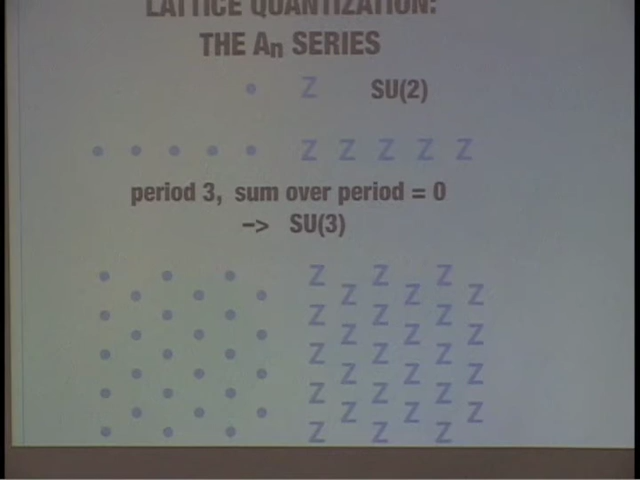 LATTICE QUANTIZATION:
THE An SERIES
Z SU(2)
Z Z Z Z Z
period 3, sum over period = 0
-> SU(3)
Z Z Z
Z Z Z
Z Z Z
Z Z Z
Z Z Z
Z Z Z
Z Z Z
Z Z Z
Z Z Z